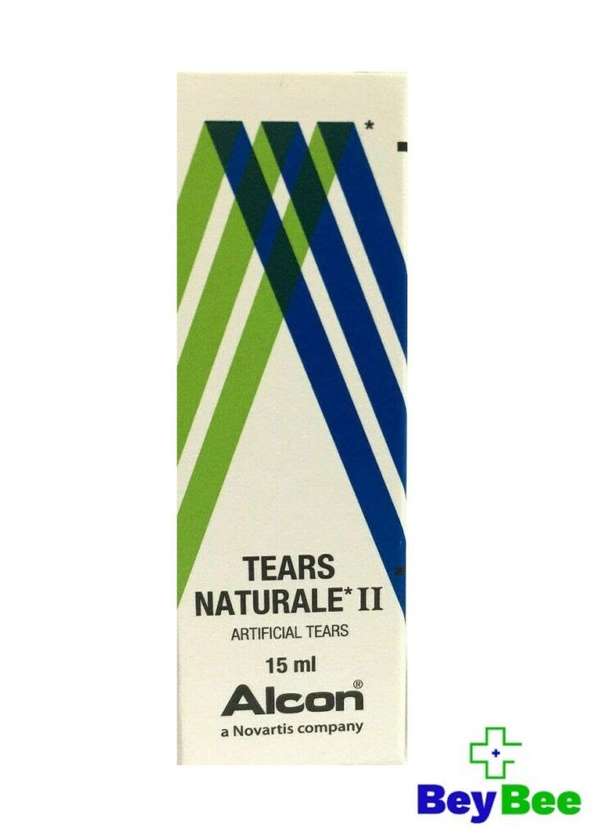 *
TEARS
NATURALE* II
ARTIFICIAL TEARS
15 ml
Alcon®
a Novartis company
BeyBee